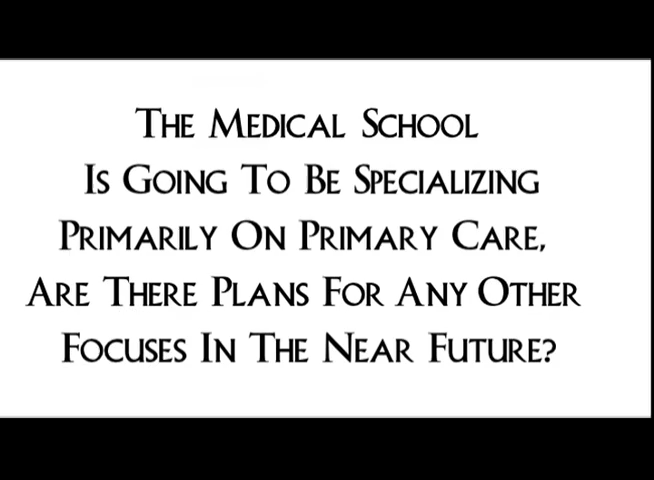 The Medical School
Is Going To Be Specializing
Primarily On Primary Care,
Are There Plans For Any Other
Focuses In The Near Future?